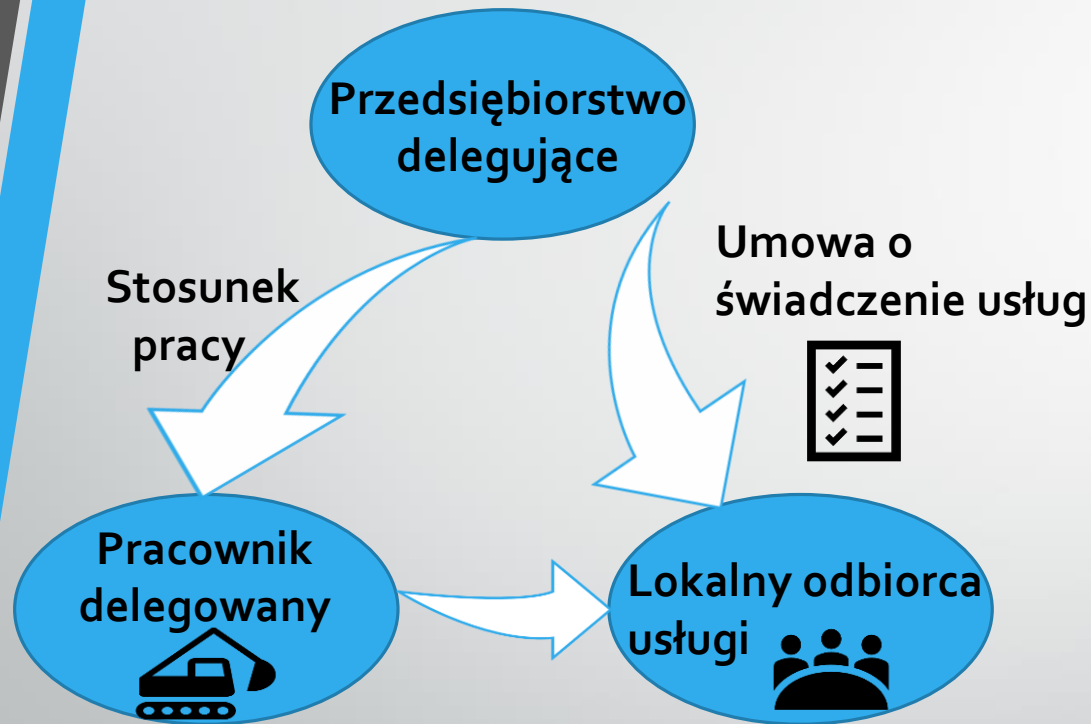 Przedsiębiorstwo
delegujące
Stosunek
pracy
Umowa o
świadczenie usług
Pracownik
delegowany
Lokalny odbiorca
usługi